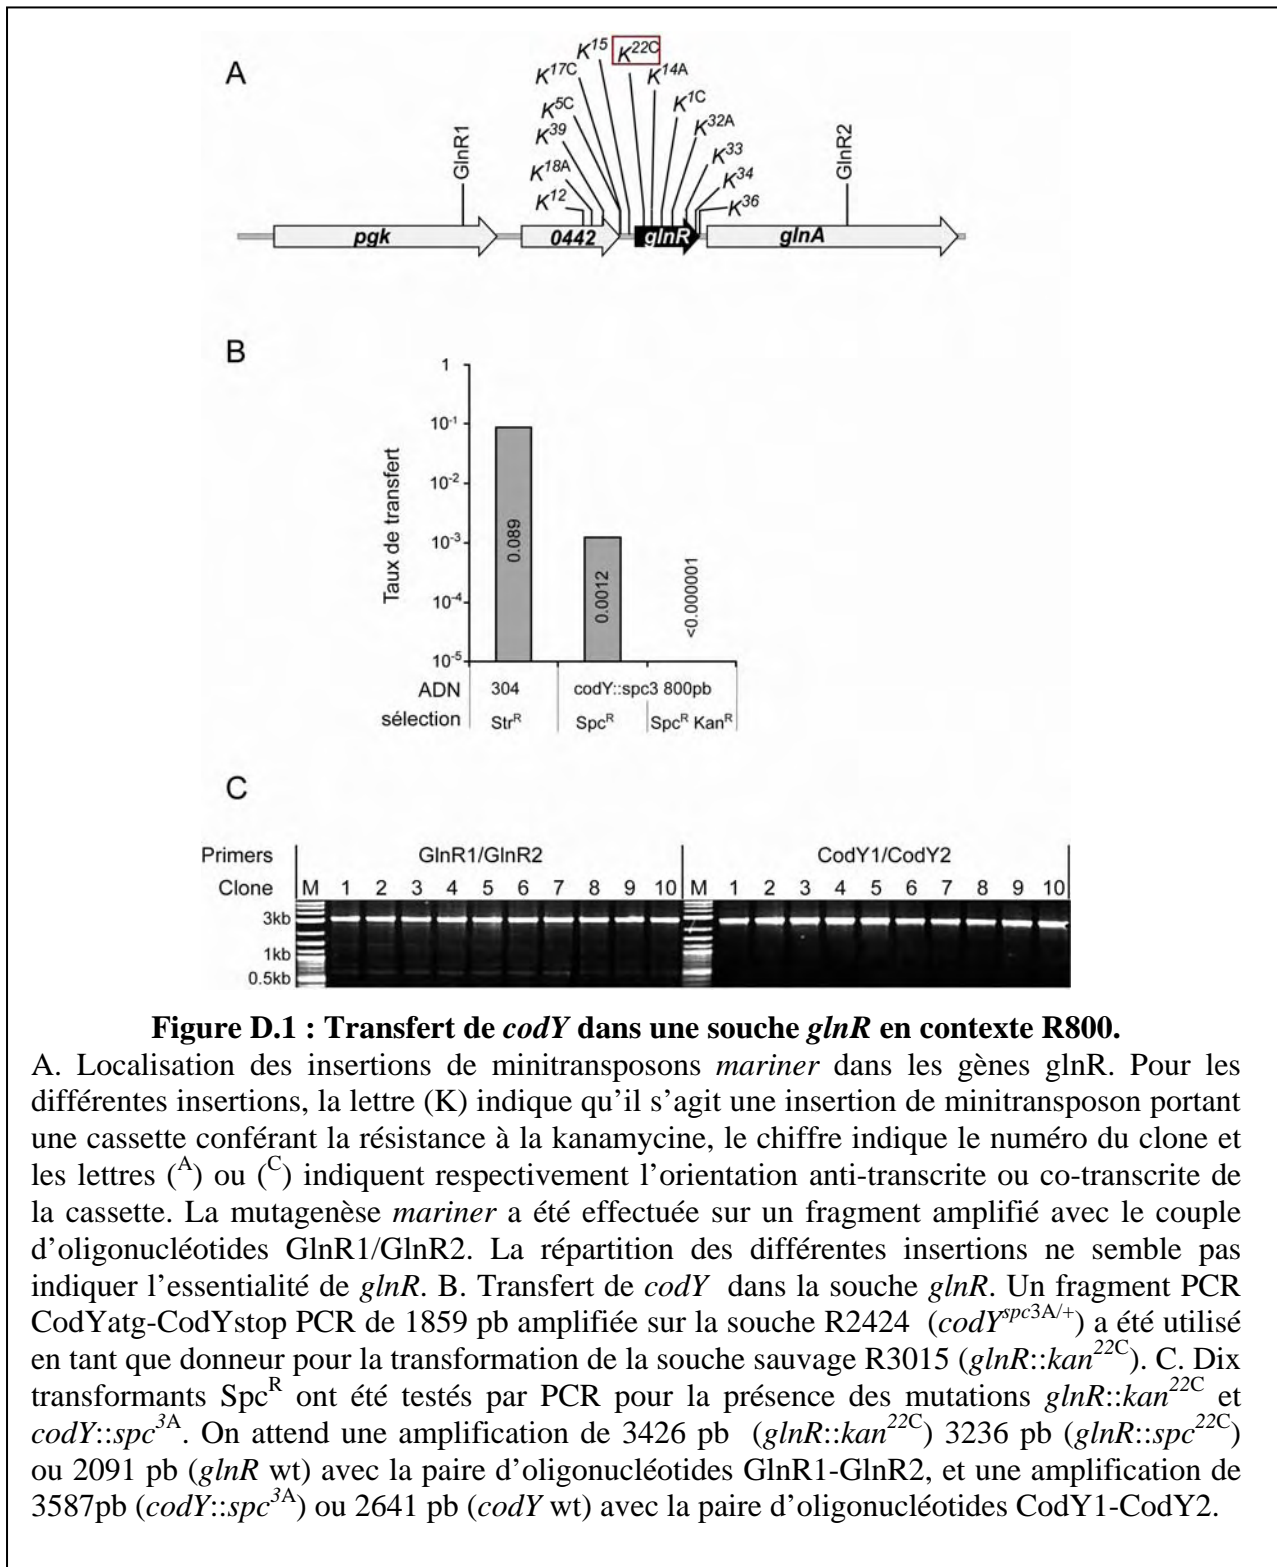 A
K15 K22C
K17C K14A
K5C K1C
K39 K32A
K18A K33
K12 K34
K36
GlnR1
GlnR2
pgk 0442 glnR glnA
B
Taux de transfert
1
10-1
10-2
10-3
10-4
10-5
0.089
0.0012
<0.000001
ADN 304 codY::spc3 800pb
sélection StrR SpcR SpcR KanR
C
Primers GlnR1/GlnR2 CodY1/CodY2
Clone M 1 2 3 4 5 6 7 8 9 10 M 1 2 3 4 5 6 7 8 9 10
3kb
1kb
0.5kb
Figure D.1 : Transfert de codY dans une souche glnR en contexte R800.
A. Localisation des insertions de minitransposons mariner dans les gènes glnR. Pour les
différentes insertions, la lettre (K) indique qu’il s’agit une insertion de minitransposon portant
une cassette conférant la résistance à la kanamycine, le chiffre indique le numéro du clone et
les lettres (A) ou (C) indiquent respectivement l’orientation anti-transcrite ou co-transcrite de
la cassette. La mutagenèse mariner a été effectuée sur un fragment amplifié avec le couple
d’oligonucléotides GlnR1/GlnR2. La répartition des différentes insertions ne semble pas
indiquer l’essentialité de glnR. B. Transfert de codY dans la souche glnR. Un fragment PCR
CodYatg-CodYstop PCR de 1859 pb amplifiée sur la souche R2424 (codYspc3A/+) a été utilisé
en tant que donneur pour la transformation de la souche sauvage R3015 (glnR::kan22C). C. Dix
transformants SpcR ont été testés par PCR pour la présence des mutations glnR::kan22C et
codY::spc3A. On attend une amplification de 3426 pb (glnR::kan22C) 3236 pb (glnR::spc22C)
ou 2091 pb (glnR wt) avec la paire d’oligonucléotides GlnR1-GlnR2, et une amplification de
3587pb (codY::spc3A) ou 2641 pb (codY wt) avec la paire d’oligonucléotides CodY1-CodY2.